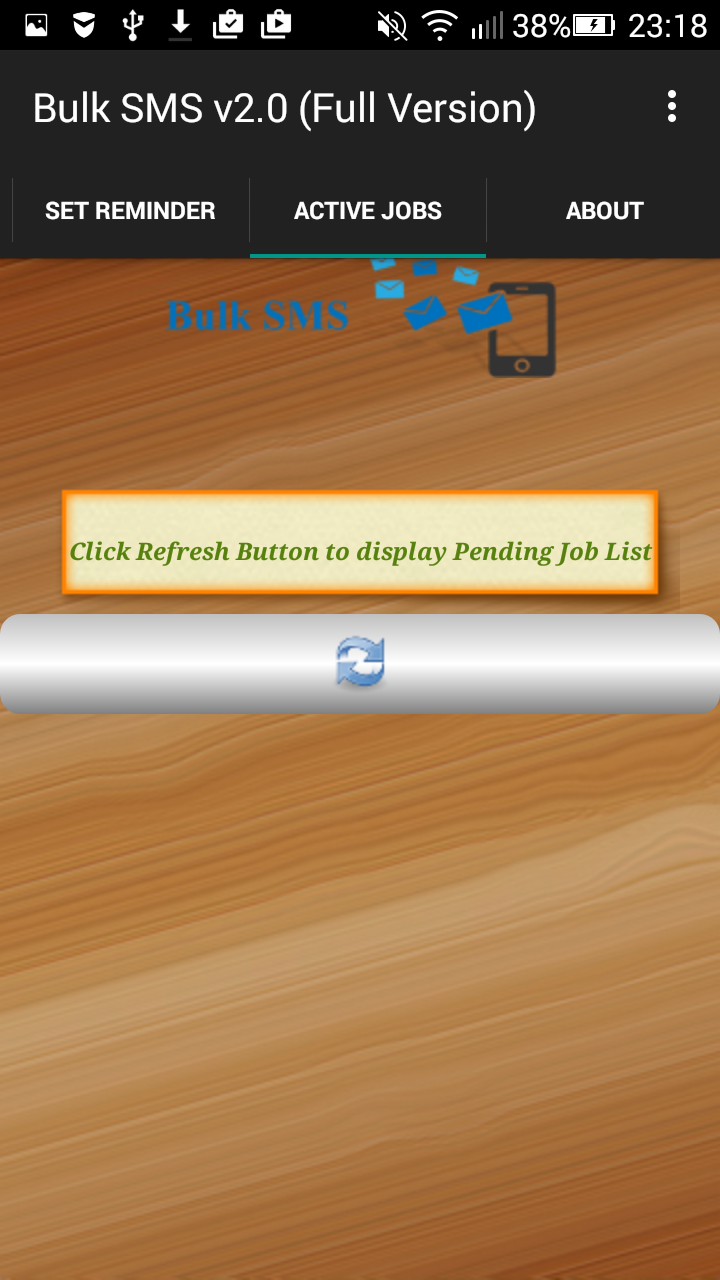 38% 23:18
Bulk SMS v2.0 (Full Version)
SET REMINDER
ACTIVE JOBS
ABOUT
Bulk SMS
Click Refresh Button to display Pending Job List